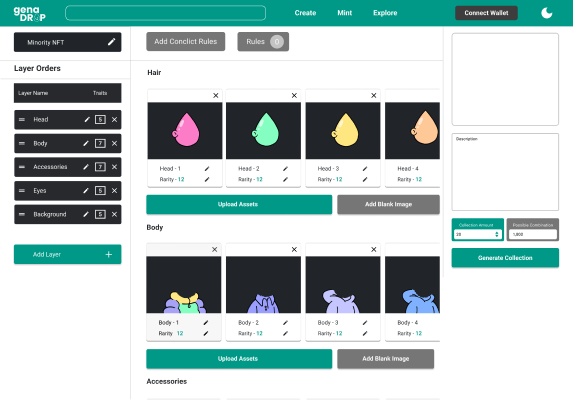 gena
DROP
Create
Mint
Explore
Connect Wallet
Minority NFT
Add Conclict Rules
Rules 0
Layer Orders
Layer Name
Traits
Head
5
Body
7
Accessories
7
Eyes
5
Background
5
Add Layer
Hair
Head - 1
Rarity - 12
Head - 2
Rarity - 12
Head - 3
Rarity - 12
Head - 4
Rarity - 12
Upload Assets
Add Blank Image
Body
Body - 1
Rarity 12
Body - 2
Rarity - 12
Body - 3
Rarity - 12
Body - 4
Rarity - 12
Upload Assets
Add Blank Image
Accessories
Description
Collection Amount
20
Possible Combination
Generate Collection